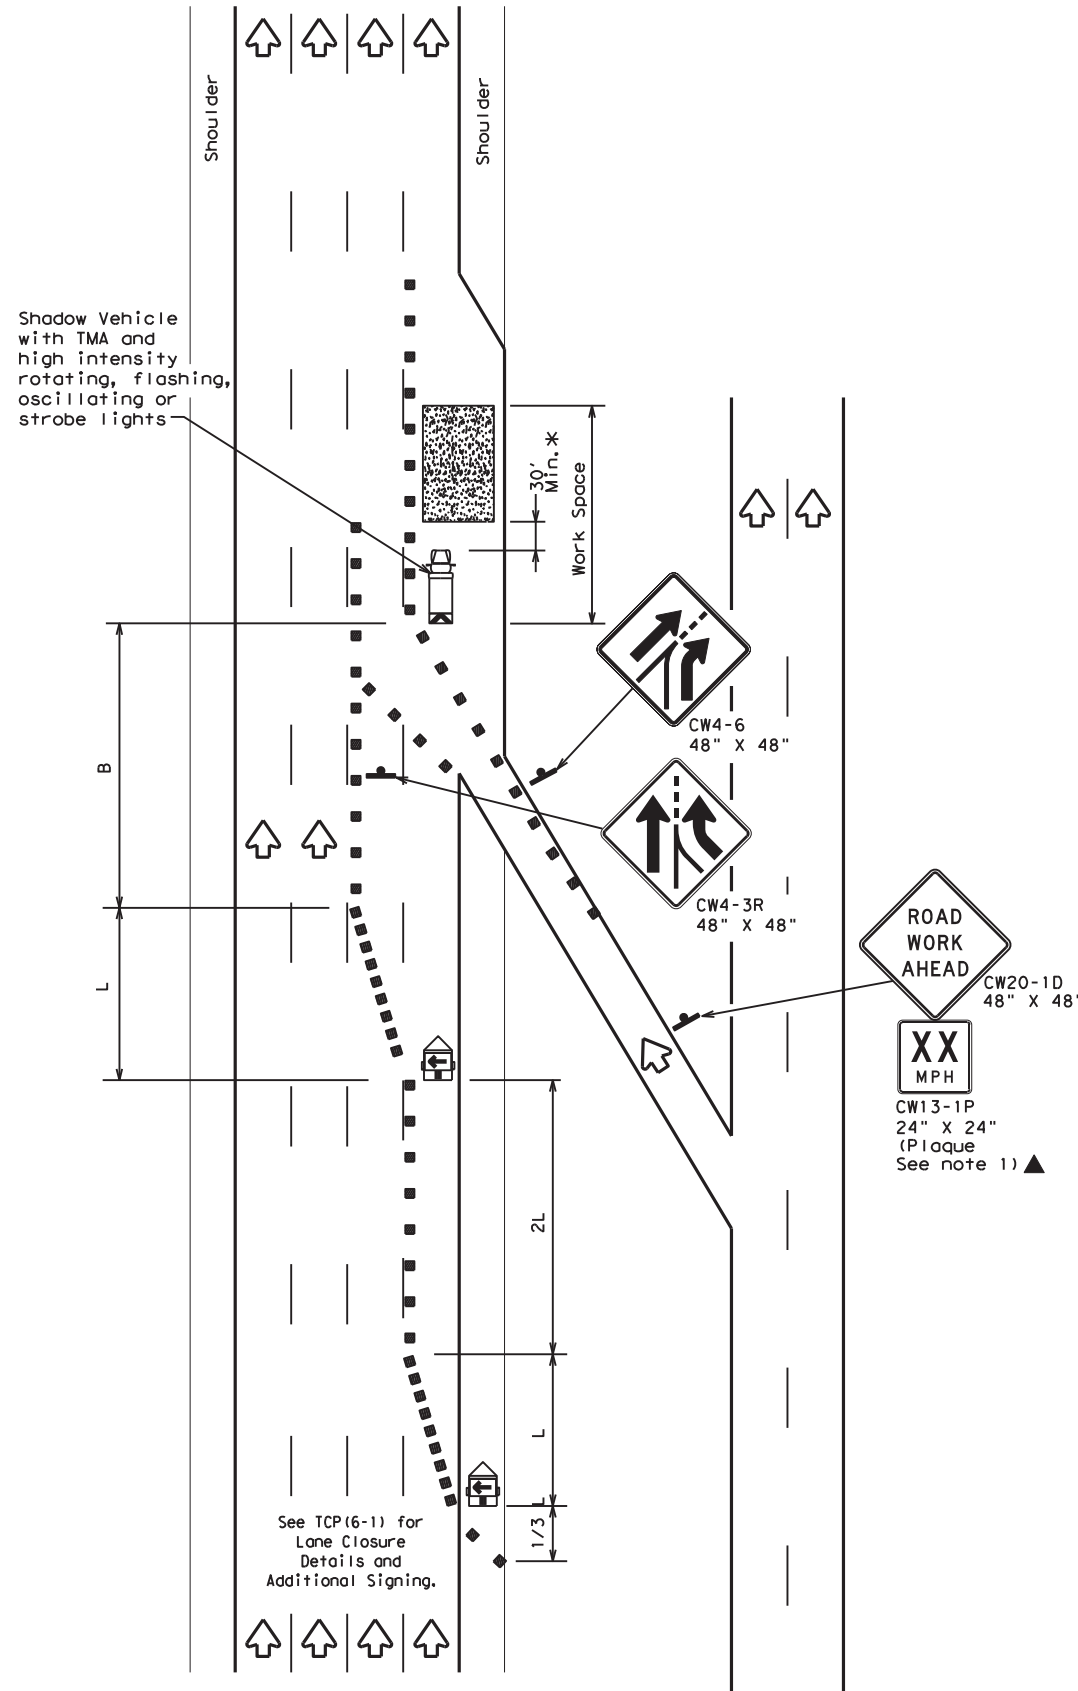 Shoulder
Shoulder
Shadow Vehicle
with TMA and
high intensity
rotating, flashing,
oscillating or
strobe lights
30'
Min.*
Work Space
CW4-6
48" X 48"
B
CW4-3R
48" X 48"
ROAD
WORK
AHEAD
CW20-1D
48" X 48"
L
XX
MPH
CW13-1P
24" X 24"
(Plaque
See note 1)▲
2L
L
1/3 L
See TCP(6-1) for
Lane Closure
Details and
Additional Signing.